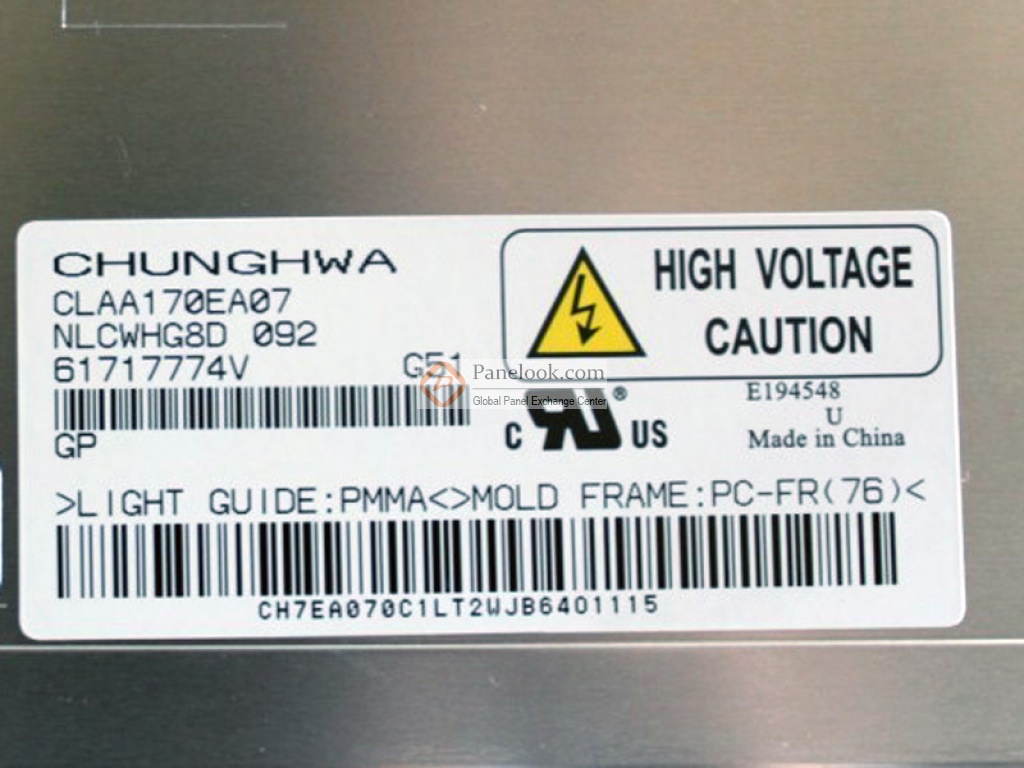 CHUNGHWA
CLAA170EA07
NLCWHG8D 092
61717774V G51
GP
HIGH VOLTAGE
CAUTION
Panelook.com
Global Panel Exchange Center
C RU® US
E194548
U
Made in China
>LIGHT GUIDE:PMMA<>MOLD FRAME:PC-FR(76)<
CH7EA070C1LT2WJB6401115